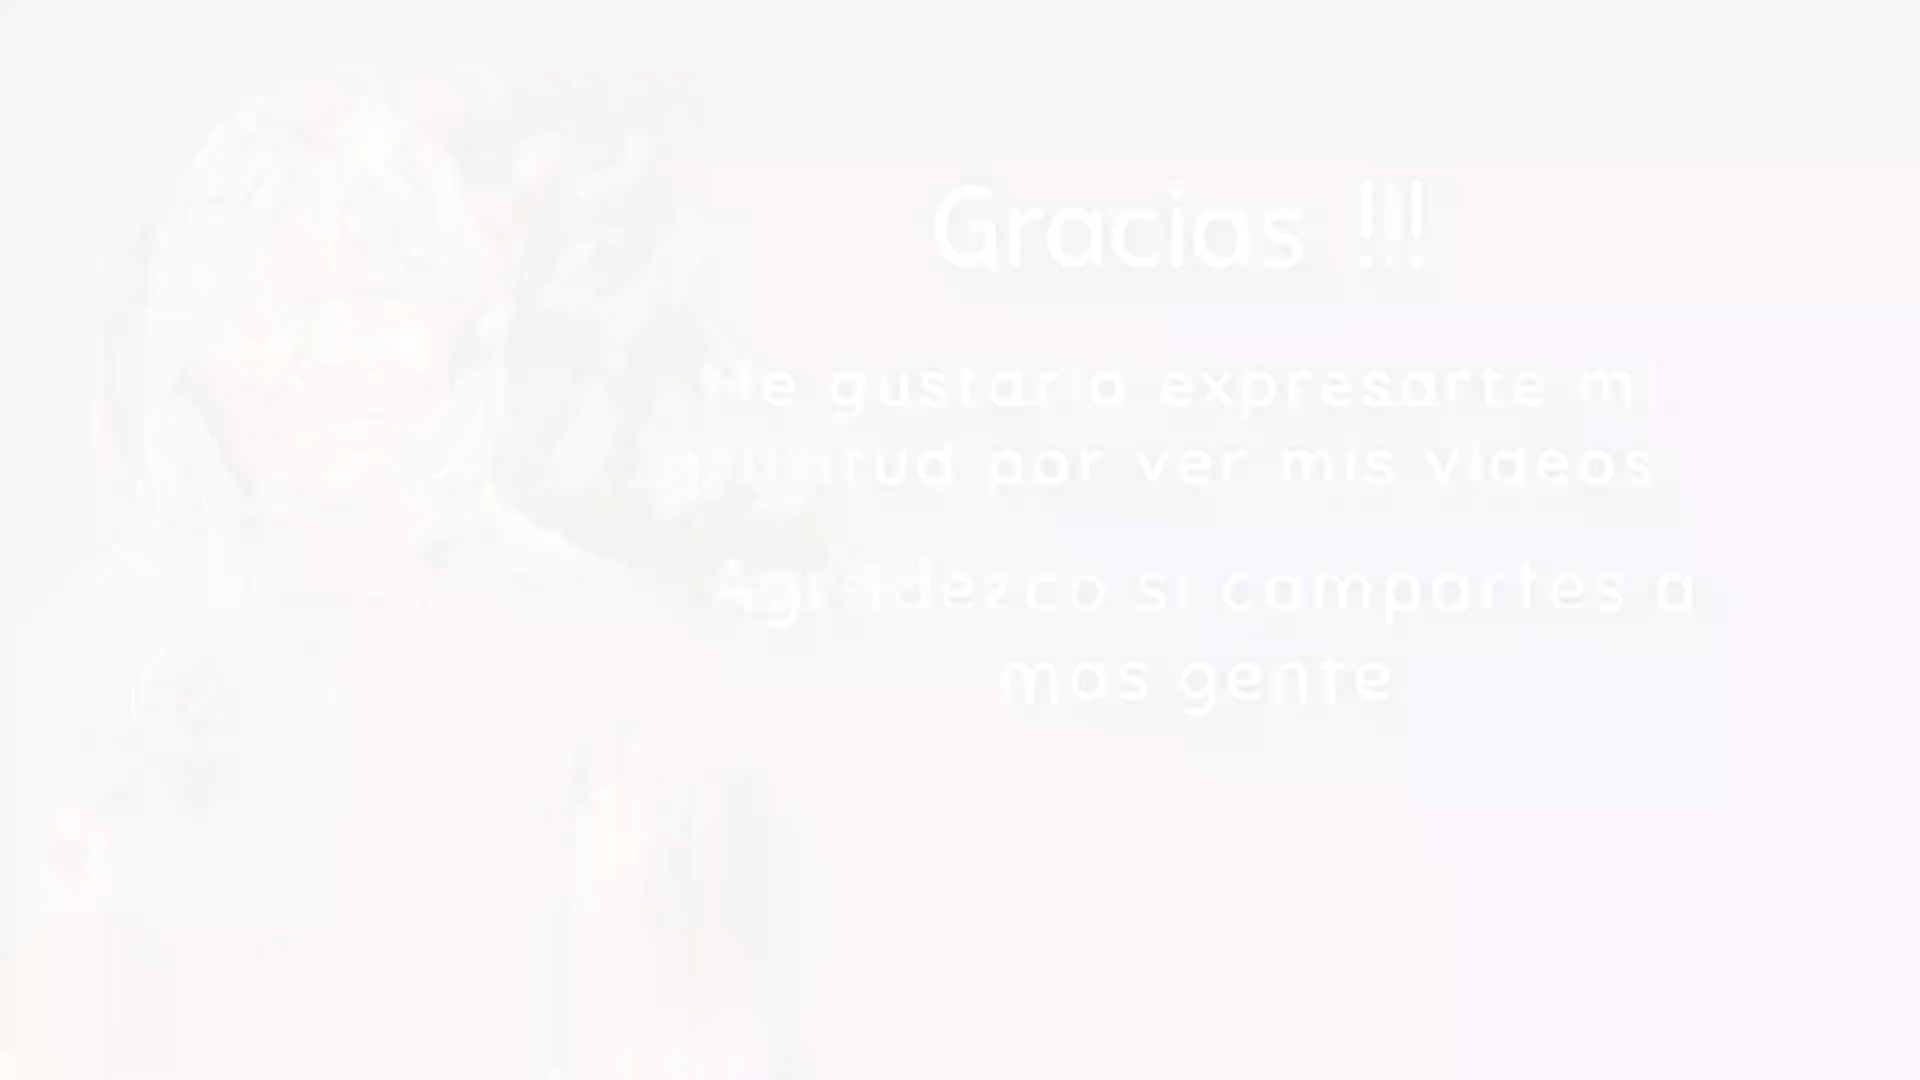 Gracias !!!
Me gustaría expresarte mi
gratitud por ver mis videos
Agradezco si compartes a
mas gente.